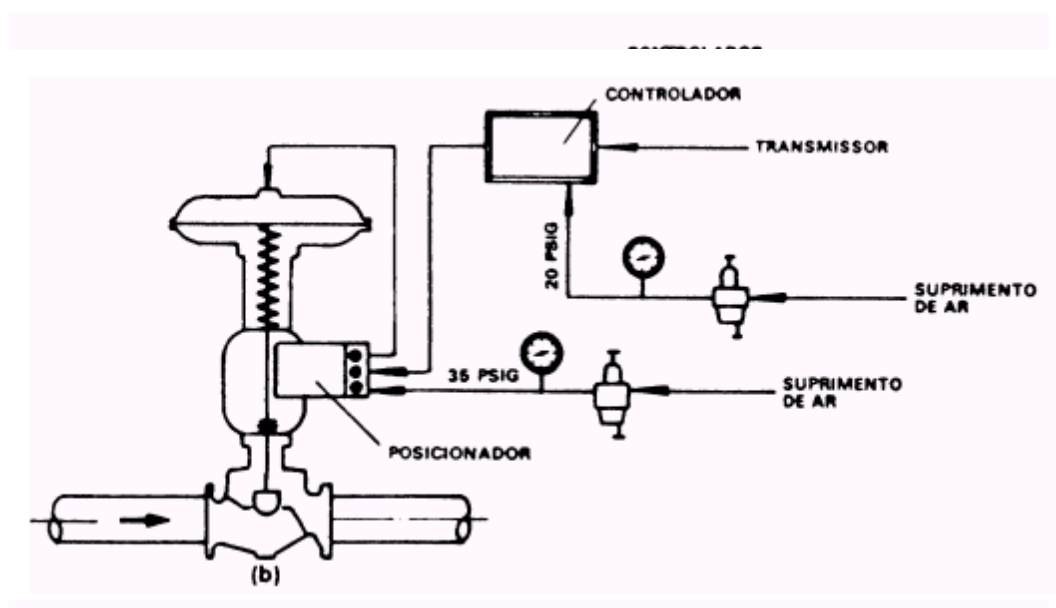 CONTROLADOR
TRANSMISSOR
20 PSIG
SUPRIMENTO
DE AR
35 PSIG
SUPRIMENTO
DE AR
POSICIONADOR
(b)